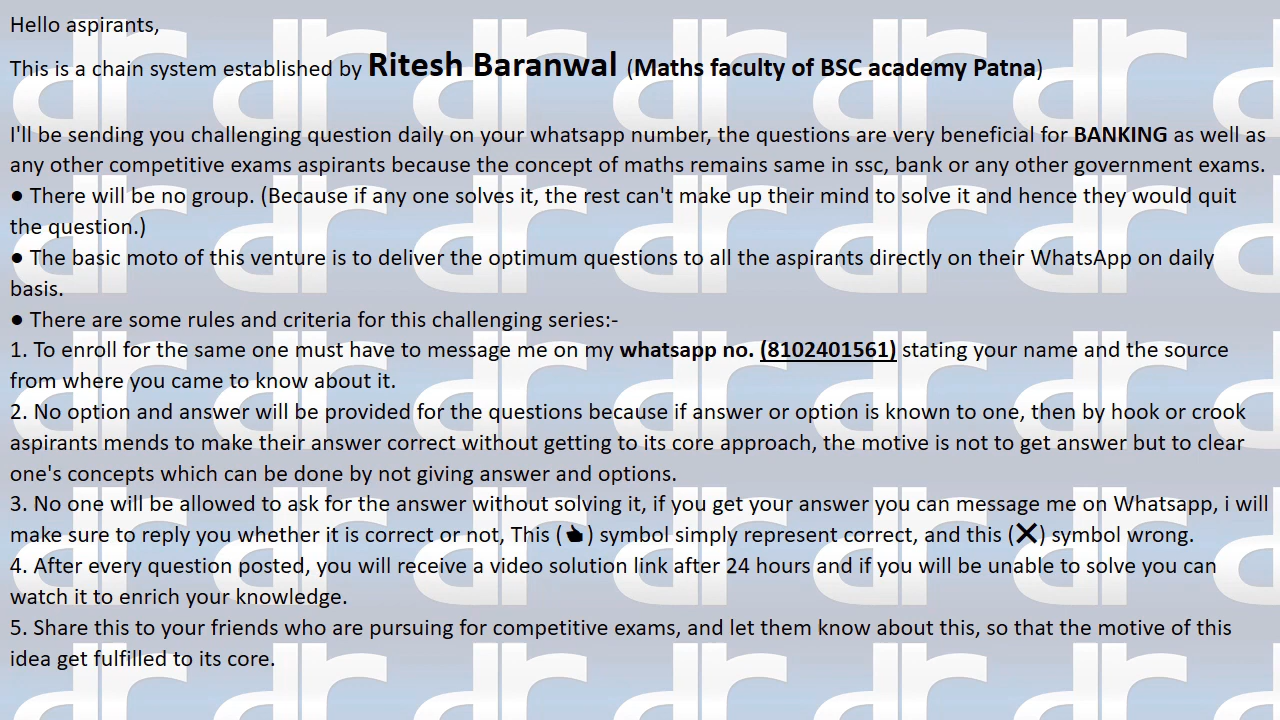 Hello aspirants,
This is a chain system established by Ritesh Baranwal (Maths faculty of BSC academy Patna)
I'll be sending you challenging question daily on your whatsapp number, the questions are very beneficial for BANKING as well as
any other competitive exams aspirants because the concept of maths remains same in ssc, bank or any other government exams.
● There will be no group. (Because if any one solves it, the rest can't make up their mind to solve it and hence they would quit
the question.)
● The basic moto of this venture is to deliver the optimum questions to all the aspirants directly on their WhatsApp on daily
basis.
● There are some rules and criteria for this challenging series:-
1. To enroll for the same one must have to message me on my whatsapp no. (8102401561) stating your name and the source
from where you came to know about it.
2. No option and answer will be provided for the questions because if answer or option is known to one, then by hook or crook
aspirants mends to make their answer correct without getting to its core approach, the motive is not to get answer but to clear
one's concepts which can be done by not giving answer and options.
3. No one will be allowed to ask for the answer without solving it, if you get your answer you can message me on Whatsapp, i will
make sure to reply you whether it is correct or not, This (👍) symbol simply represent correct, and this (❌) symbol wrong.
4. After every question posted, you will receive a video solution link after 24 hours and if you will be unable to solve you can
watch it to enrich your knowledge.
5. Share this to your friends who are pursuing for competitive exams, and let them know about this, so that the motive of this
idea get fulfilled to its core.